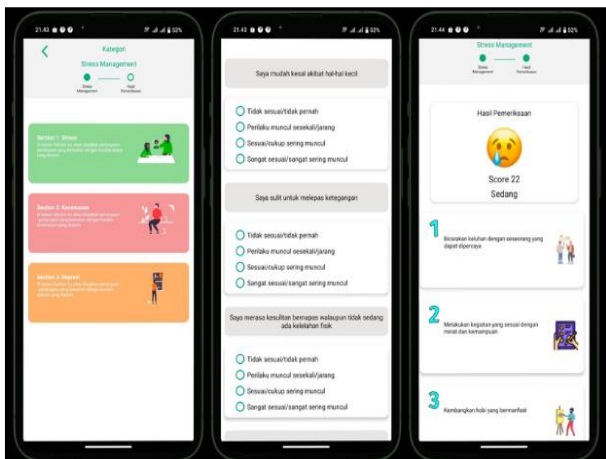 21.43
52%
Kategori
Stress Management
Stress
Management
Hasil
Pemeriksaan
Section 1: Stress
Section 2: Kecemasan
Section 3: Depresi
21.43
52%
Saya mudah kesal akibat hal-hal kecil
Tidak sesuai/tidak pernah
Perilaku muncul sesekali/jarang
Sesuai/cukup sering muncul
Sangat sesuai/sangat sering muncul
Saya sulit untuk melepas ketegangan
Tidak sesuai/tidak pernah
Perilaku muncul sesekali/jarang
Sesuai/cukup sering muncul
Sangat sesuai/sangat sering muncul
Saya merasa kesulitan bernapas walaupun tidak sedang
ada kelelahan fisik
Tidak sesuai/tidak pernah
Perilaku muncul sesekali/jarang
Sesuai/cukup sering muncul
Sangat sesuai/sangat sering muncul
21.44
52%
Stress Management
Stress
Management
Hasil
Pemeriksaan
Hasil Pemeriksaan
Score 22
Sedang
1
Bicarakan keluhan dengan seseorang yang
dapat dipercaya
2
Melakukan kegiatan yang sesuai dengan
minat dan kemampuan
3
Kembangkan hobi yang bermanfaat